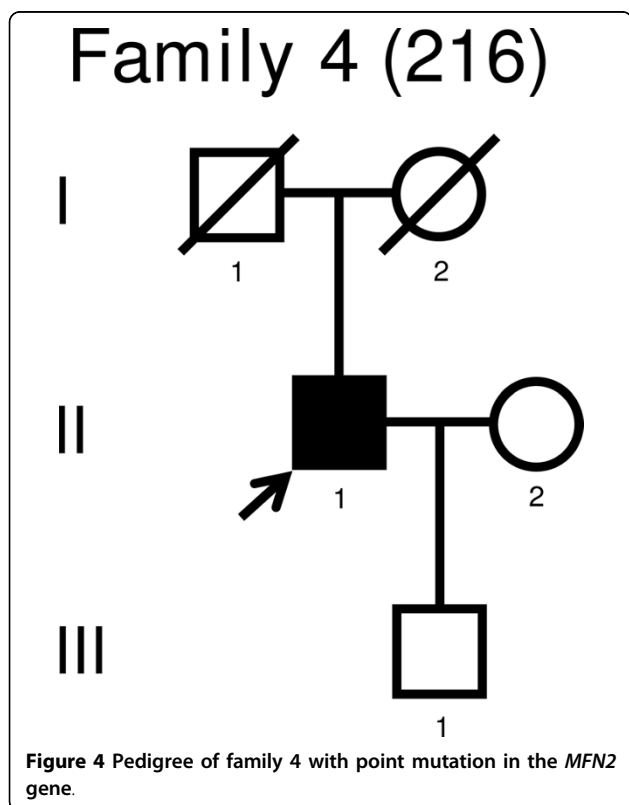 Family 4 (216)
I
1 2
II
1 2
III
1
Figure 4 Pedigree of family 4 with point mutation in the MFN2
gene.